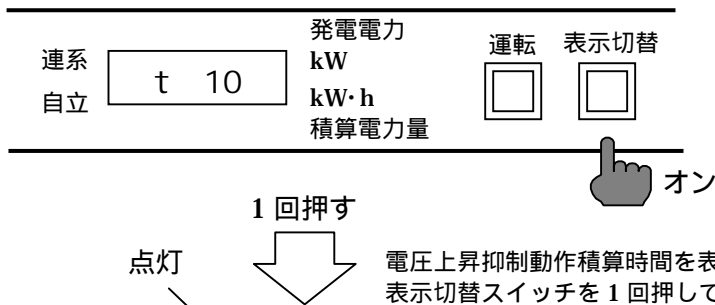 発電電力
連系
自立
t 10
kW
kW·h
積算電力量
運転
表示切替
オン
1 回押す
点灯
電圧上昇抑制動作積算時間を表
表示切替スイッチを 1 回押して